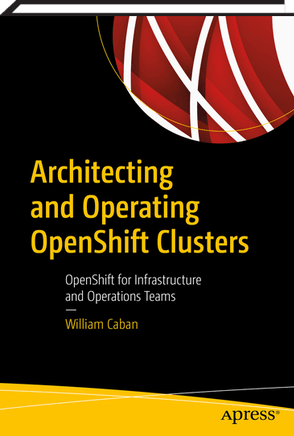 Architecting
and Operating
OpenShift Clusters
OpenShift for Infrastructure
and Operations Teams
William Caban
Apress®